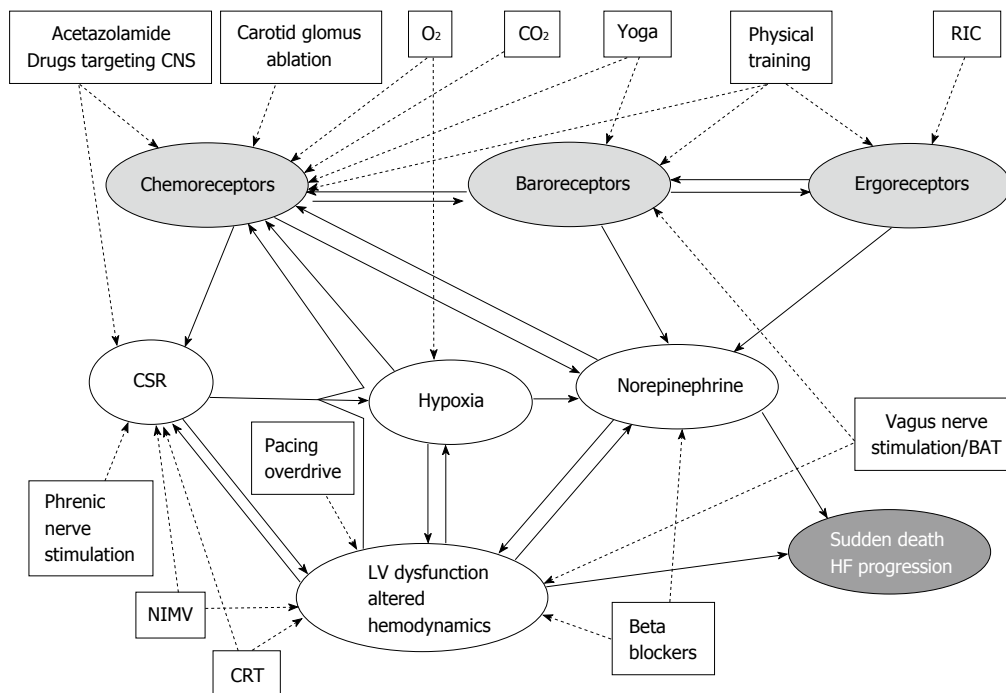 Acetazolamide
Drugs targeting CNS
Carotid glomus
ablation
O₂
CO₂
Yoga
Physical
training
RIC
Chemoreceptors
Baroreceptors
Ergoreceptors
CSR
Hypoxia
Norepinephrine
Vagus nerve
stimulation/BAT
Pacing
overdrive
Phrenic
nerve
stimulation
Sudden death
HF progression
LV dysfunction
altered
hemodynamics
NIMV
Beta
blockers
CRT